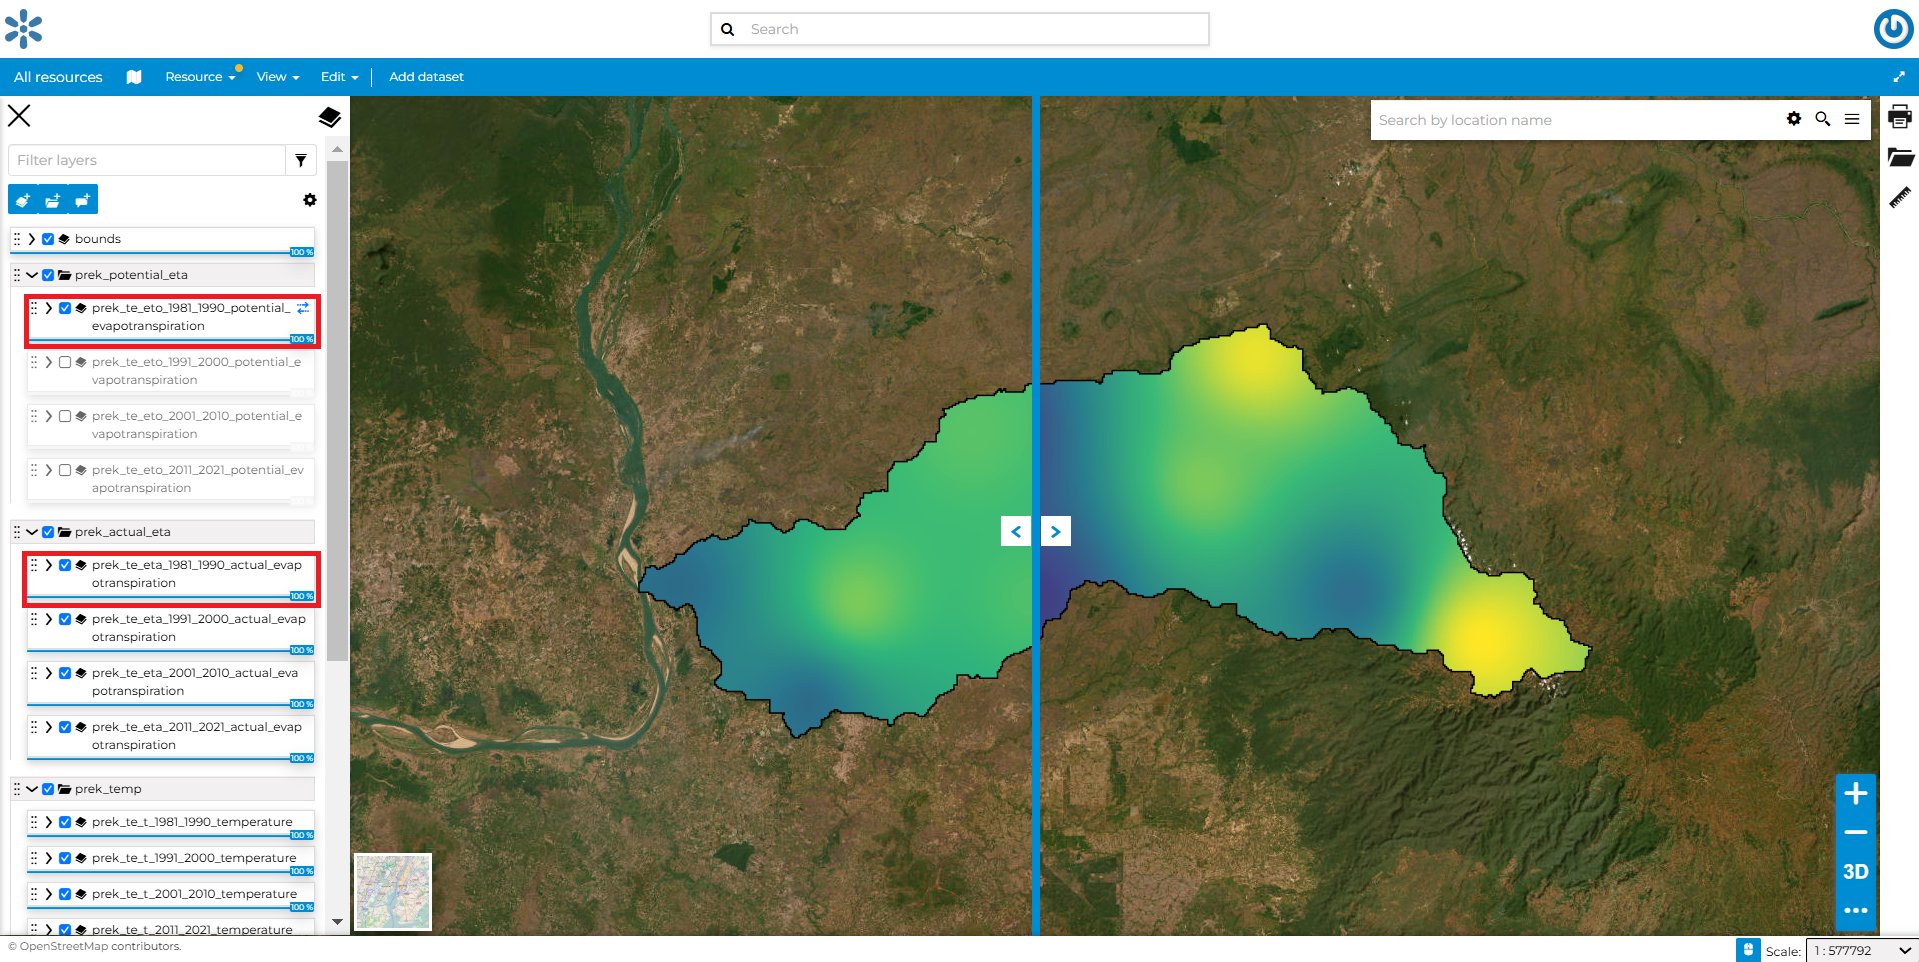 Search
All resources
Resource
View
Edit
Add dataset
Filter layers
Search by location name
bounds
100 %
prek_potential_eta
prek_te_eto_1981_1990_potential_
evapotranspiration
100 %
prek_te_eto_1991_2000_potential_e
vapotranspiration
prek_te_eto_2001_2010_potential_e
vapotranspiration
prek_te_eto_2011_2021_potential_ev
apotranspiration
prek_actual_eta
prek_te_eta_1981_1990_actual_evap
otranspiration
100 %
prek_te_eta_1991_2000_actual_evap
otranspiration
100 %
prek_te_eta_2001_2010_actual_eva
potranspiration
100 %
prek_te_eta_2011_2021_actual_evap
otranspiration
100 %
prek_temp
prek_te_t_1981_1990_temperature
100 %
prek_te_t_1991_2000_temperature
100 %
prek_te_t_2001_2010_temperature
100 %
prek_te_t_2011_2021_temperature
3D
© OpenStreetMap contributors.
Scale:
1 : 577792